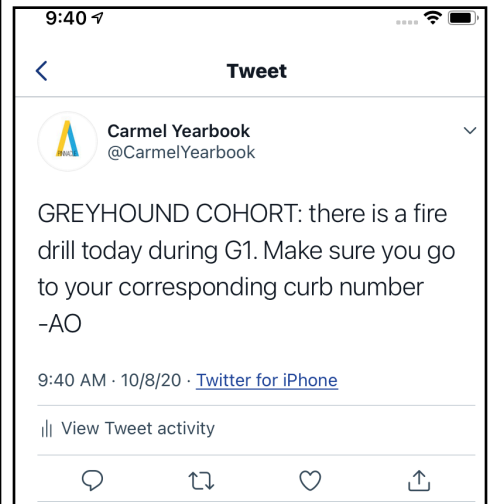 9:40
Tweet
PINNACLE
Carmel Yearbook
@CarmelYearbook
GREYHOUND COHORT: there is a fire
drill today during G1. Make sure you go
to your corresponding curb number
-AO
9:40 AM · 10/8/20 · Twitter for iPhone
View Tweet activity